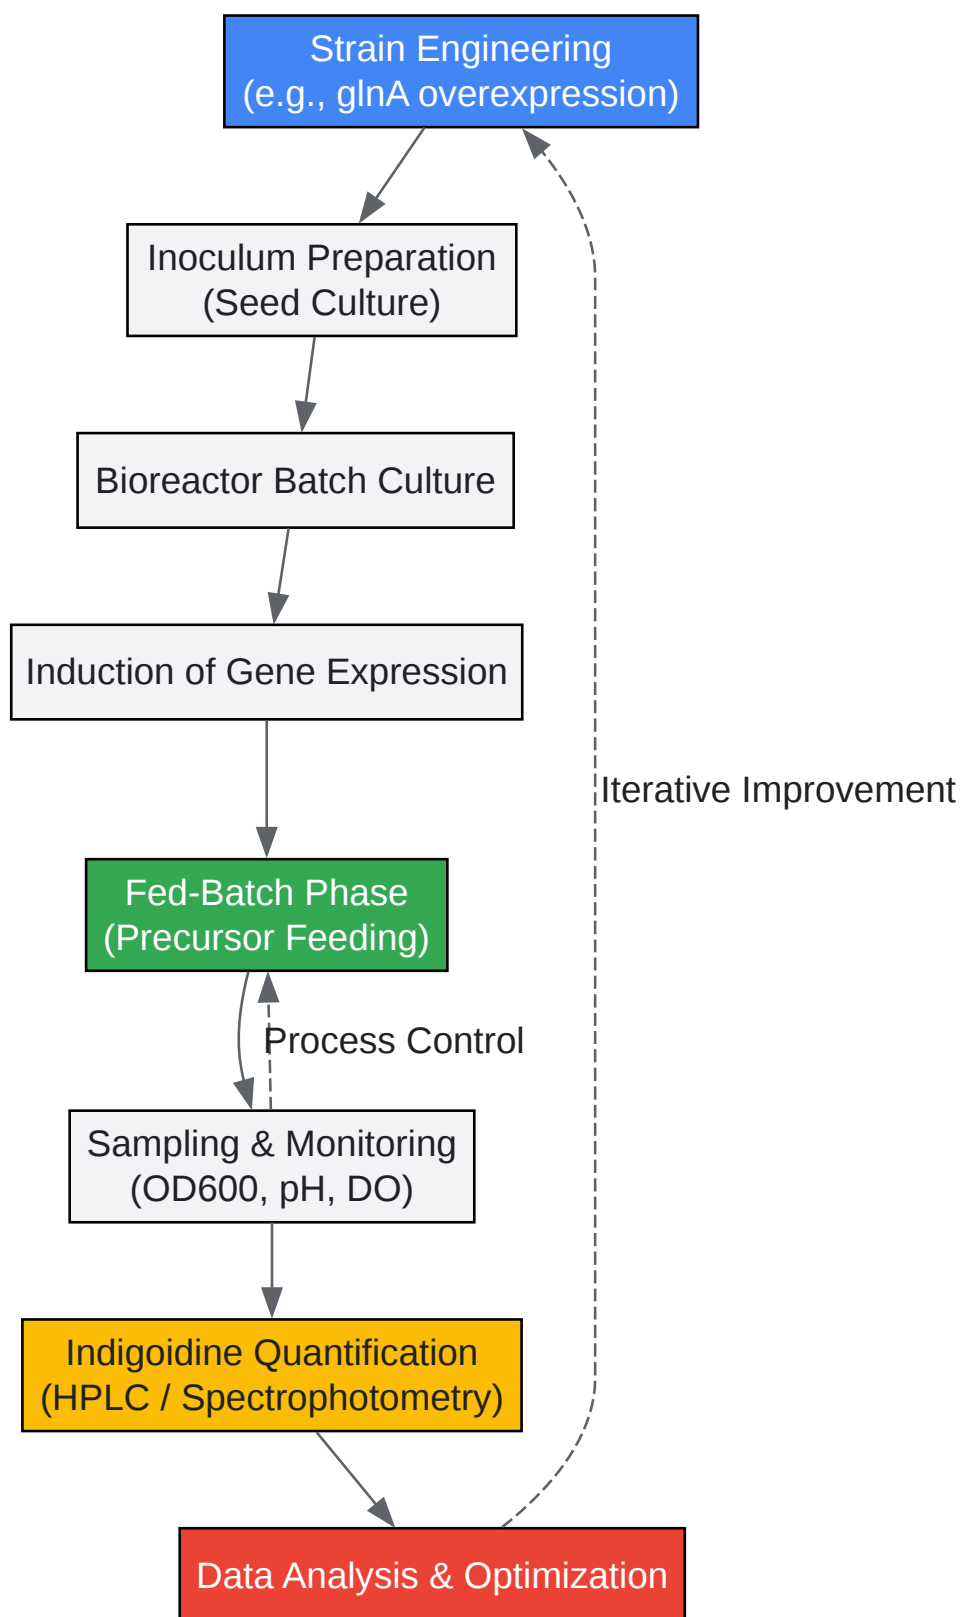 Strain Engineering
(e.g., glnA overexpression)
Inoculum Preparation
(Seed Culture)
Bioreactor Batch Culture
Induction of Gene Expression
Iterative Improvement
Fed-Batch Phase
(Precursor Feeding)
Process Control
Sampling & Monitoring
(OD600, pH, DO)
Indigoidine Quantification
(HPLC / Spectrophotometry)
Data Analysis & Optimization